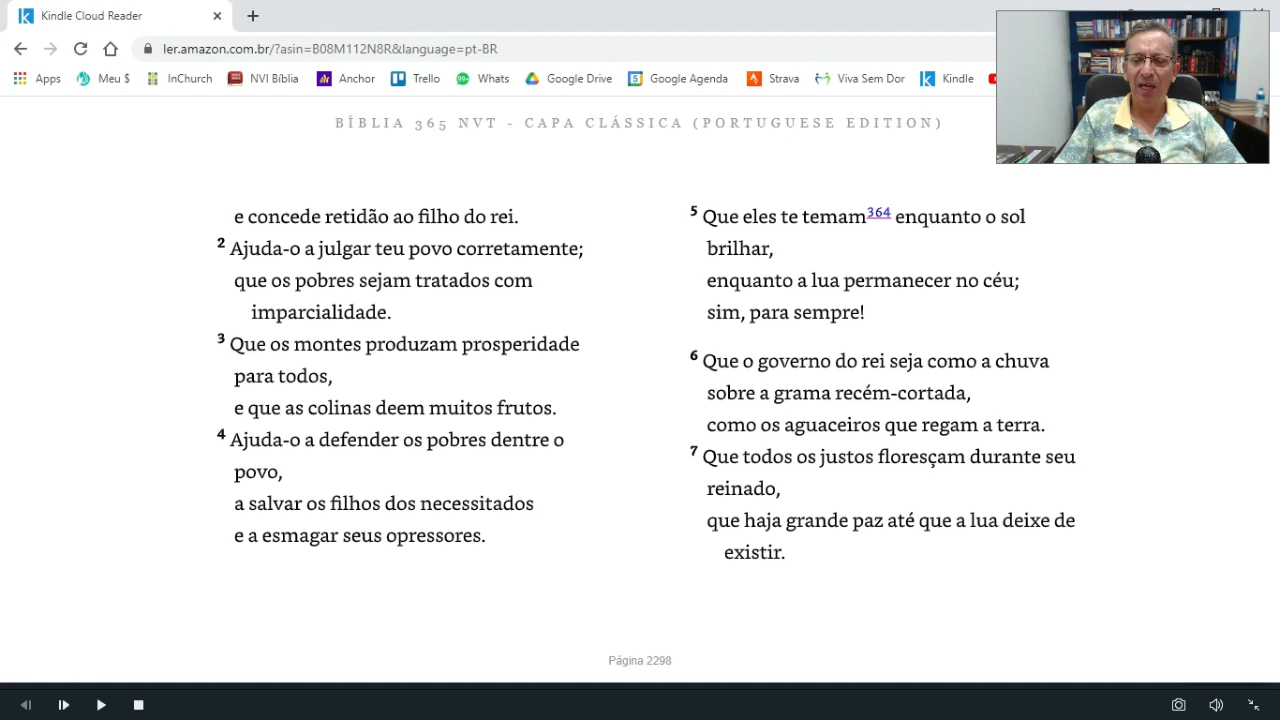 Kindle Cloud Reader
ler.amazon.com.br/?asin=B08M112N8R&language=pt-BR
Apps Meu $ InChurch NVI Bíblia Anchor Trello Whats Google Drive Google Agenda Strava Viva Sem Dor Kindle
BÍBLIA 365 NVT - CAPA CLÁSSICA (PORTUGUESE EDITION)
e concede retidão ao filho do rei.
2 Ajuda-o a julgar teu povo corretamente;
que os pobres sejam tratados com
imparcialidade.
3 Que os montes produzam prosperidade
para todos,
e que as colinas deem muitos frutos.
4 Ajuda-o a defender os pobres dentre o
povo,
a salvar os filhos dos necessitados
e a esmagar seus opressores.
5 Que eles te temam364 enquanto o sol
brilhar,
enquanto a lua permanecer no céu;
sim, para sempre!
6 Que o governo do rei seja como a chuva
sobre a grama recém-cortada,
como os aguaceiros que regam a terra.
7 Que todos os justos floresçam durante seu
reinado,
que haja grande paz até que a lua deixe de
existir.
Página 2298